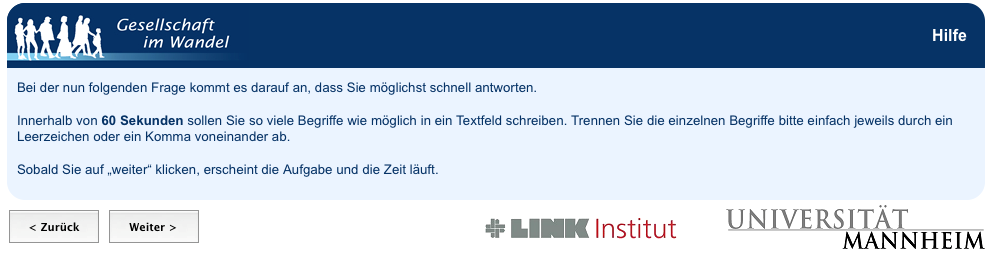 Gesellschaft
im Wandel
Hilfe
Bei der nun folgenden Frage kommt es darauf an, dass Sie möglichst schnell antworten.
Innerhalb von 60 Sekunden sollen Sie so viele Begriffe wie möglich in ein Textfeld schreiben. Trennen Sie die einzelnen Begriffe bitte einfach jeweils durch ein
Leerzeichen oder ein Komma voneinander ab.
Sobald Sie auf „weiter“ klicken, erscheint die Aufgabe und die Zeit läuft.
< Zurück
Weiter >
LINK Institut
UNIVERSITÄT
MANNHEIM